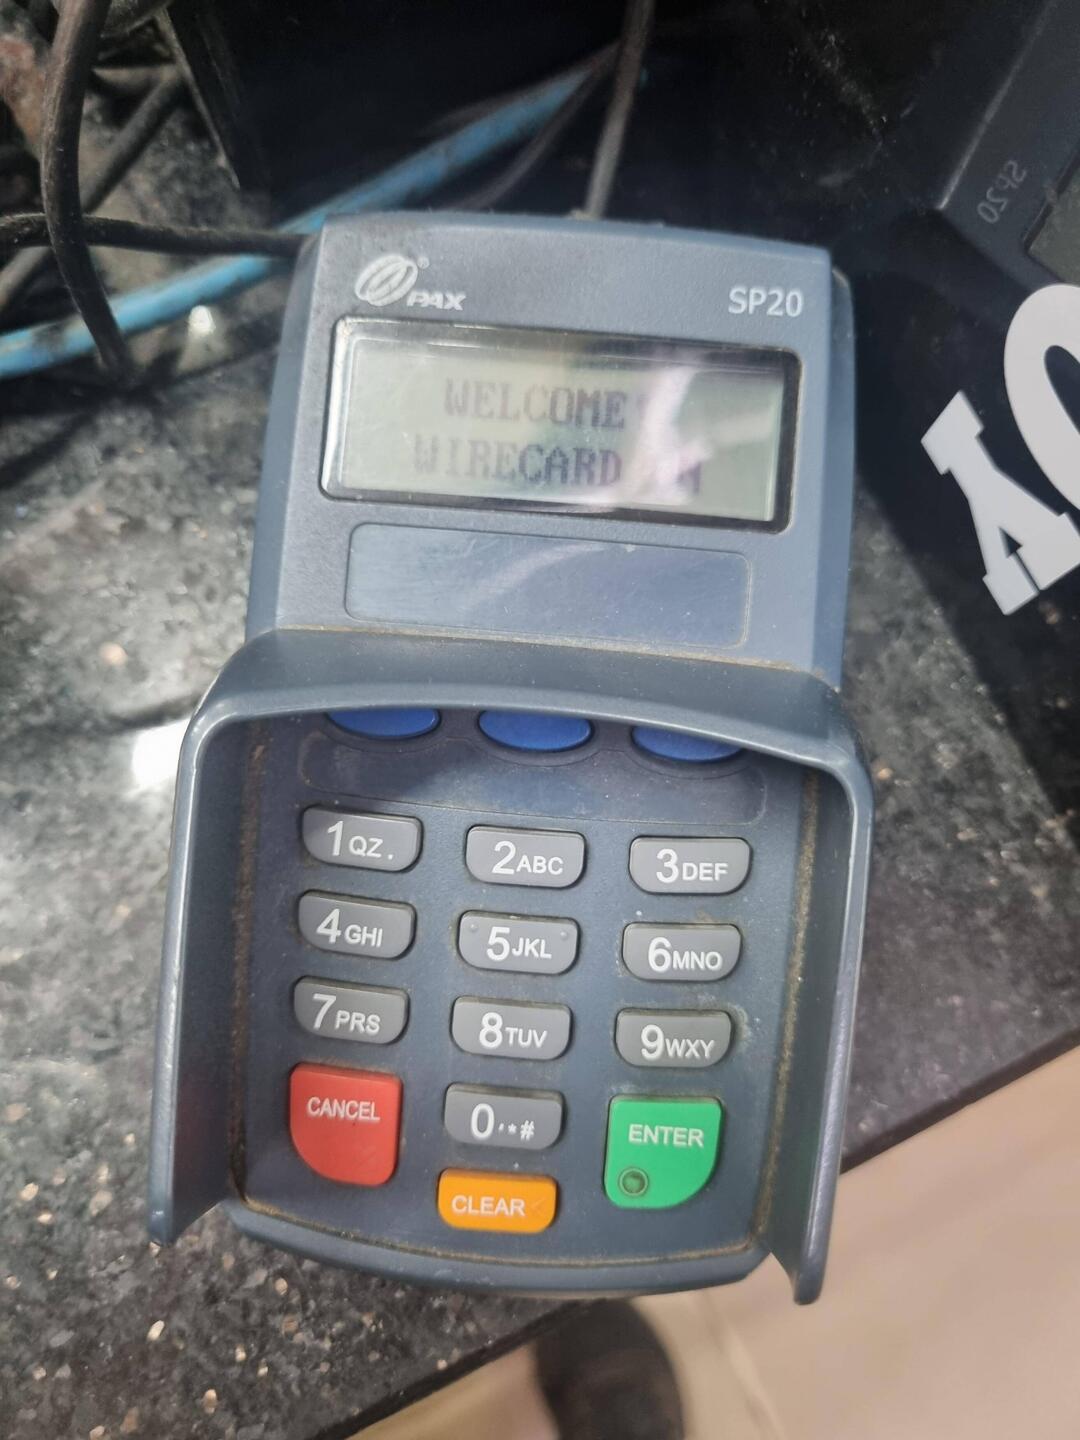 PAX
SP20
WELCOME
WIRECARD
1QZ.
2ABC
3DEF
4GHI
5JKL
6MNO
7PRS
8TUV
9WXY
CANCEL
0,*#
ENTER
CLEAR
SP20